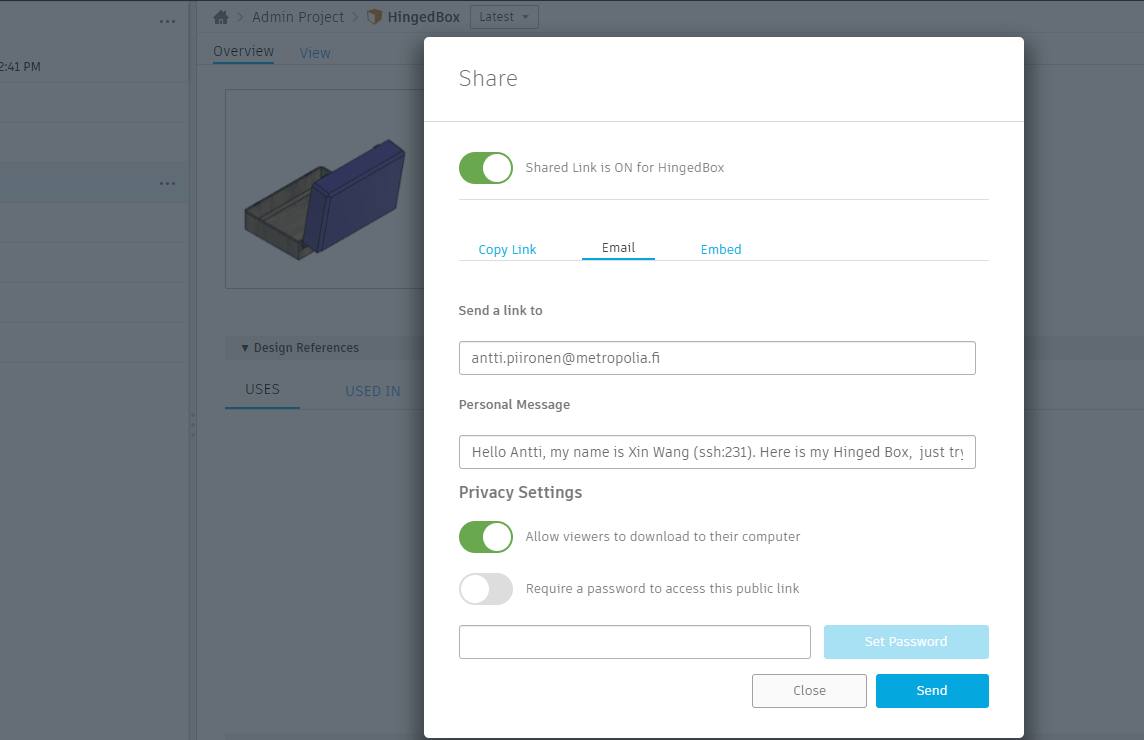 Admin Project > HingedBox Latest
Overview View
2:41 PM
Share
Shared Link is ON for HingedBox
Copy Link Email Embed
Send a link to
antti.piironen@metropolia.fi
▼ Design References
USES USED IN
Personal Message
Hello Antti, my name is Xin Wang (ssh:231). Here is my Hinged Box, just try
Privacy Settings
Allow viewers to download to their computer
Require a password to access this public link
Set Password
Close Send